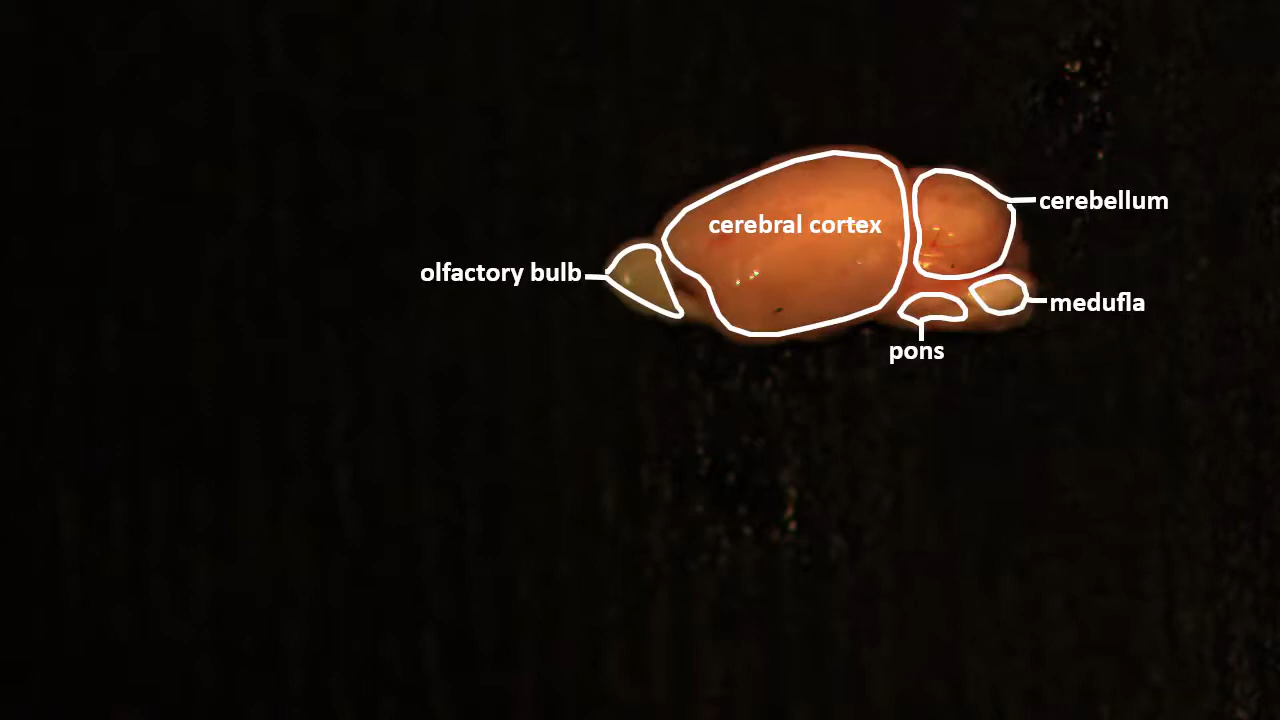 cerebellum
cerebral cortex
olfactory bulb
medufla
pons